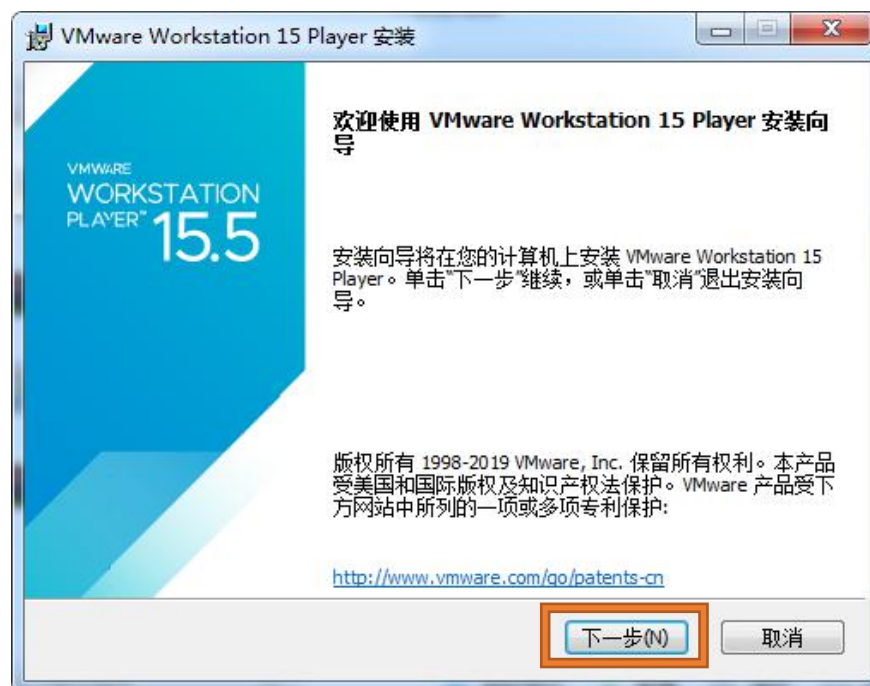 VMware Workstation 15 Player 安装
VMWARE
WORKSTATION
PLAYER™
15.5
欢迎使用 VMware Workstation 15 Player 安装向
导
安装向导将在您的计算机上安装 VMware Workstation 15
Player。单击“下一步”继续，或单击“取消”退出安装向
导。
版权所有 1998-2019 VMware, Inc. 保留所有权利。本产品
受美国和国际版权及知识产权法保护。VMware 产品受下
方网站中所列的一项或多项专利保护:
http://www.vmware.com/go/patents-cn
下一步(N)
取消